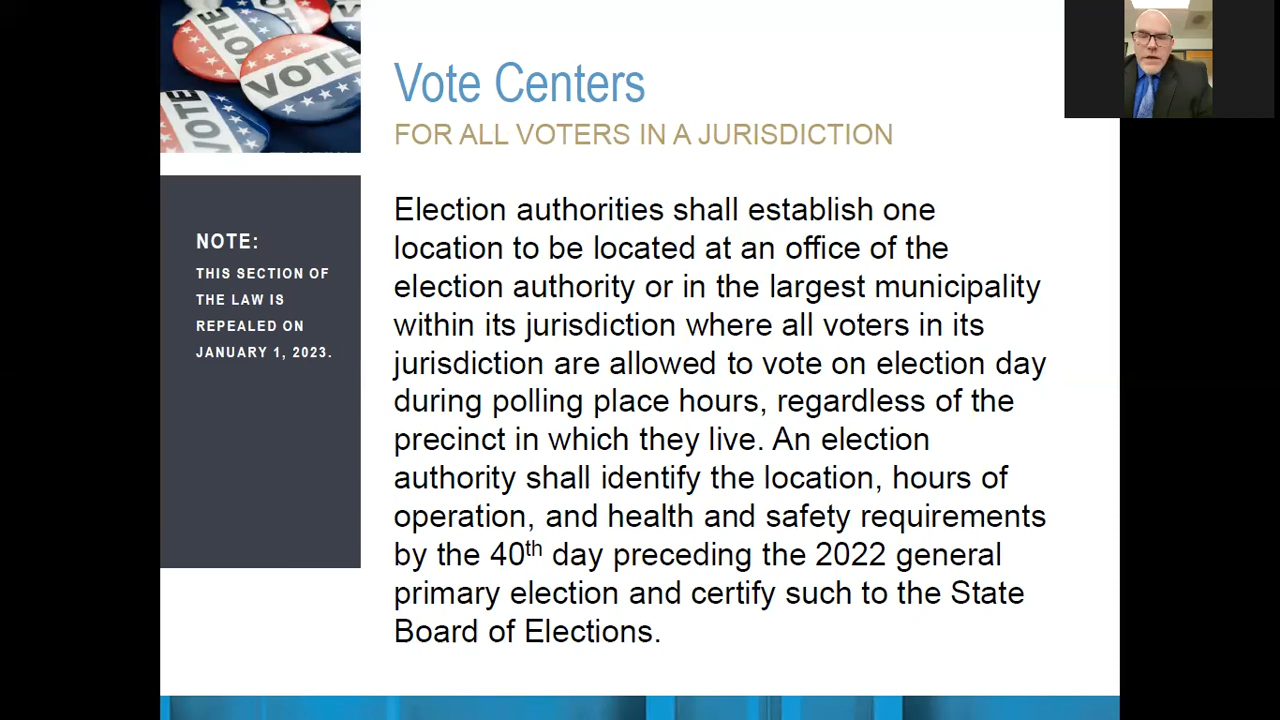 VOTE
VOTE
VOTE
Vote Centers
FOR ALL VOTERS IN A JURISDICTION
NOTE:
THIS SECTION OF
THE LAW IS
REPEALED ON
JANUARY 1, 2023.
Election authorities shall establish one
location to be located at an office of the
election authority or in the largest municipality
within its jurisdiction where all voters in its
jurisdiction are allowed to vote on election day
during polling place hours, regardless of the
precinct in which they live. An election
authority shall identify the location, hours of
operation, and health and safety requirements
by the 40th day preceding the 2022 general
primary election and certify such to the State
Board of Elections.